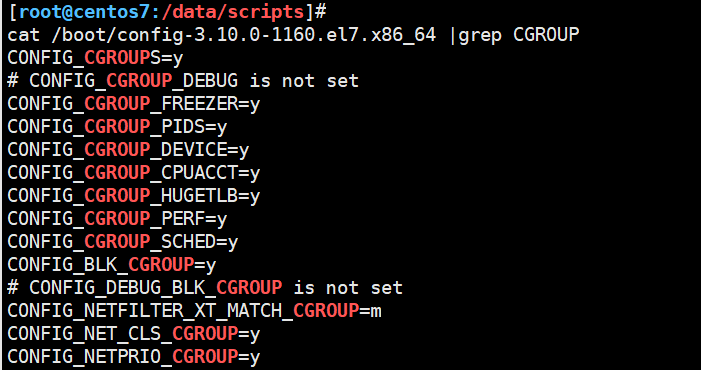 [root@centos7:/data/scripts]#
cat /boot/config-3.10.0-1160.el7.x86_64 |grep CGROUP
CONFIG_CGROUPS=y
# CONFIG_CGROUP_DEBUG is not set
CONFIG_CGROUP_FREEZER=y
CONFIG_CGROUP_PIDS=y
CONFIG_CGROUP_DEVICE=y
CONFIG_CGROUP_CPUACCT=y
CONFIG_CGROUP_HUGETLB=y
CONFIG_CGROUP_PERF=y
CONFIG_CGROUP_SCHED=y
CONFIG_BLK_CGROUP=y
# CONFIG_DEBUG_BLK_CGROUP is not set
CONFIG_NETFILTER_XT_MATCH_CGROUP=m
CONFIG_NET_CLS_CGROUP=y
CONFIG_NETPRIO_CGROUP=y